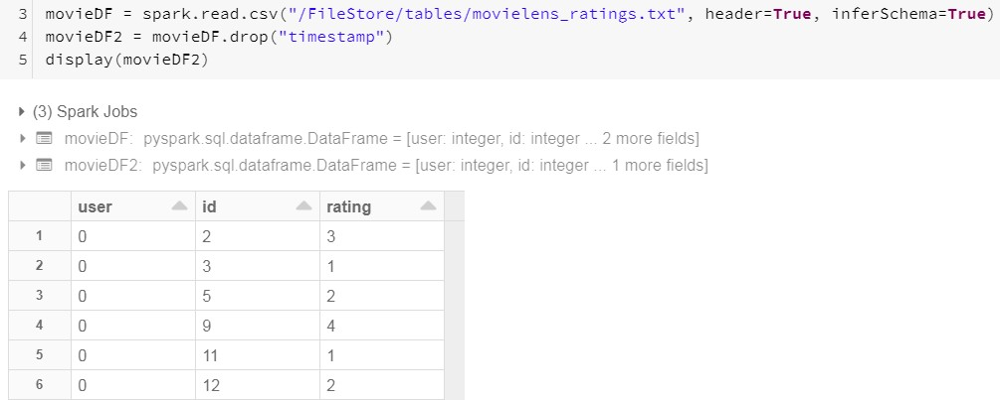 3 movieDF = spark.read.csv("/FileStore/tables/movielens_ratings.txt", header=True, inferSchema=True)
4 movieDF2 = movieDF.drop("timestamp")
5 display(movieDF2)
(3) Spark Jobs
movieDF: pyspark.sql.dataframe.DataFrame = [user: integer, id: integer ... 2 more fields]
movieDF2: pyspark.sql.dataframe.DataFrame = [user: integer, id: integer ... 1 more fields]
user id rating
1 0 2 3
2 0 3 1
3 0 5 2
4 0 9 4
5 0 11 1
6 0 12 2